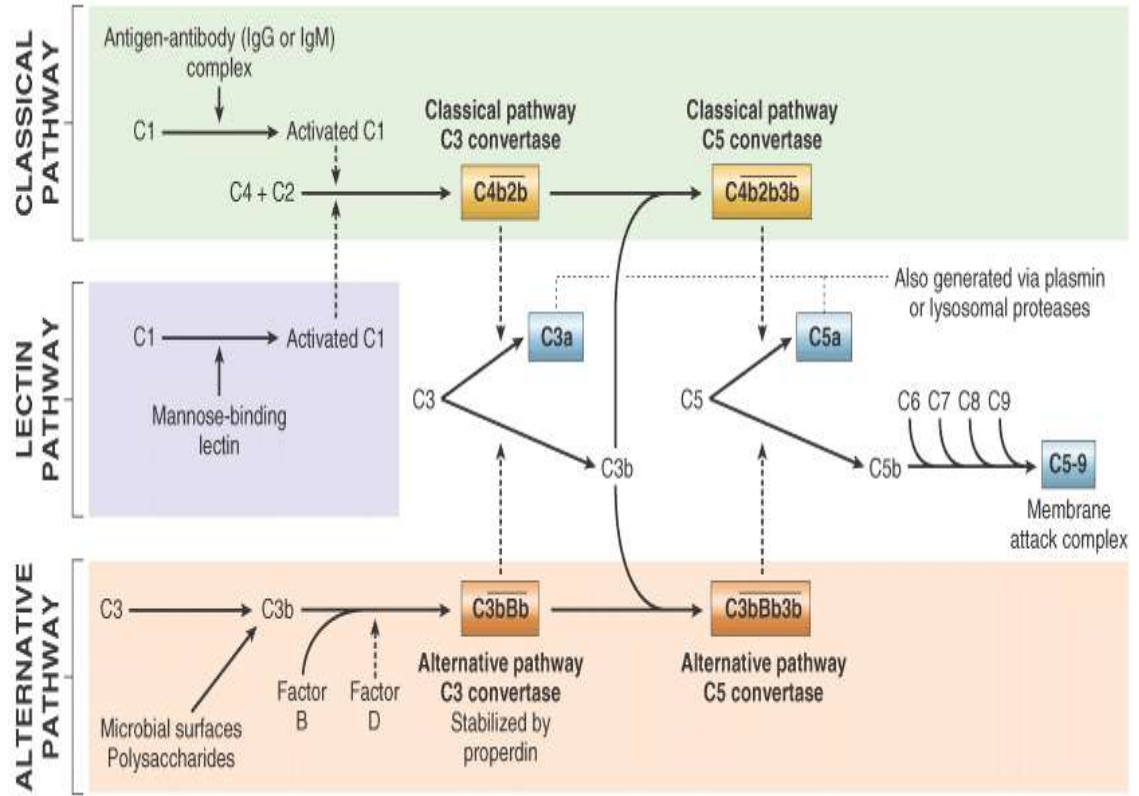 CLASSICAL
PATHWAY
Antigen-antibody (IgG or IgM)
complex
C1
Activated C1
C4 + C2
Classical pathway
C3 convertase
C4b2b
Classical pathway
C5 convertase
C4b2b3b
LECTIN
PATHWAY
C1
Activated C1
Mannose-binding
lectin
C3
C3a
C3b
C5
C5a
C5b
Also generated via plasmin
or lysosomal proteases
C6 C7 C8 C9
C5-9
Membrane
attack complex
ALTERNATIVE
PATHWAY
C3
C3b
Microbial surfaces
Polysaccharides
Factor
B
Factor
D
C3bBb
Alternative pathway
C3 convertase
Stabilized by
properdin
C3bBb3b
Alternative pathway
C5 convertase